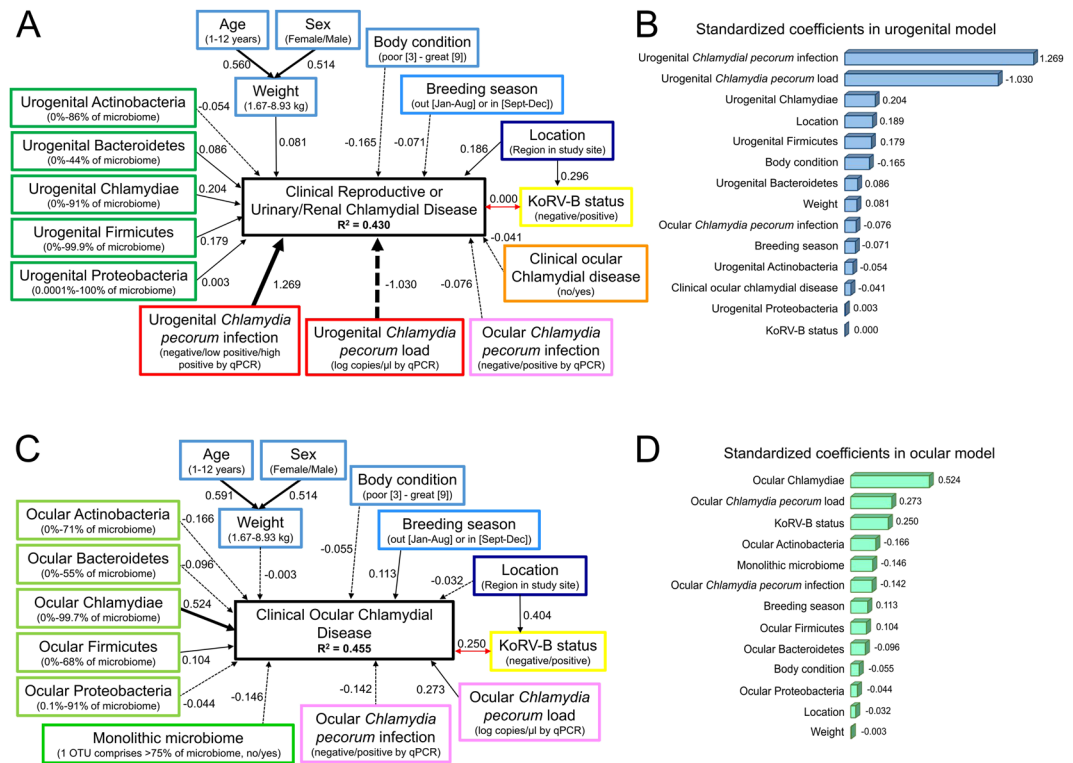 A
Age
(1-12 years)
Sex
(Female/Male)
Body condition
(poor [3] - great [9])
0.560
0.514
Weight
(1.67-8.93 kg)
Breeding season
(out [Jan-Aug] or in [Sept-Dec])
Urogenital Actinobacteria
(0%-86% of microbiome)
-0.054
Urogenital Bacteroidetes
(0%-44% of microbiome)
0.086
0.081
-0.165
-0.071
0.186
Location
(Region in study site)
0.296
Urogenital Chlamydiae
(0%-91% of microbiome)
0.204
Clinical Reproductive or
Urinary/Renal Chlamydial Disease
R² = 0.430
0.000
KoRV-B status
(negative/positive)
Urogenital Firmicutes
(0%-99.9% of microbiome)
0.179
-0.041
Urogenital Proteobacteria
(0.0001%-100% of microbiome)
0.003
Clinical ocular
Chlamydial disease
(no/yes)
1.269
-1.030
-0.076
Urogenital Chlamydia
pecorum infection
(negative/low positive/high
positive by qPCR)
Urogenital Chlamydia
pecorum load
(log copies/µl by qPCR)
Ocular Chlamydia
pecorum infection
(negative/positive by qPCR)
B
Standardized coefficients in urogenital model
Urogenital Chlamydia pecorum infection 1.269
Urogenital Chlamydia pecorum load -1.030
Urogenital Chlamydiae 0.204
Location 0.189
Urogenital Firmicutes 0.179
Body condition -0.165
Urogenital Bacteroidetes 0.086
Weight 0.081
Ocular Chlamydia pecorum infection -0.076
Breeding season -0.071
Urogenital Actinobacteria -0.054
Clinical ocular chlamydial disease -0.041
Urogenital Proteobacteria 0.003
KoRV-B status 0.000
C
Age
(1-12 years)
Sex
(Female/Male)
Body condition
(poor [3] - great [9])
0.591
0.514
Weight
(1.67-8.93 kg)
Breeding season
(out [Jan-Aug] or in [Sept-Dec])
Ocular Actinobacteria
(0%-71% of microbiome)
-0.166
Ocular Bacteroidetes
(0%-55% of microbiome)
-0.096
-0.003
-0.055
0.113
-0.032
Location
(Region in study site)
0.404
Ocular Chlamydiae
(0%-99.7% of microbiome)
0.524
Clinical Ocular Chlamydial
Disease
R² = 0.455
0.250
KoRV-B status
(negative/positive)
Ocular Firmicutes
(0%-68% of microbiome)
0.104
Ocular Proteobacteria
(0.1%-91% of microbiome)
-0.044
-0.146
-0.142
0.273
Monolithic microbiome
(1 OTU comprises >75% of microbiome, no/yes)
Ocular Chlamydia
pecorum infection
(negative/positive by qPCR)
Ocular Chlamydia
pecorum load
(log copies/µl by qPCR)
D
Standardized coefficients in ocular model
Ocular Chlamydiae 0.524
Ocular Chlamydia pecorum load 0.273
KoRV-B status 0.250
Ocular Actinobacteria -0.166
Monolithic microbiome -0.146
Ocular Chlamydia pecorum infection -0.142
Breeding season 0.113
Ocular Firmicutes 0.104
Ocular Bacteroidetes -0.096
Body condition -0.055
Ocular Proteobacteria -0.044
Location -0.032
Weight -0.003